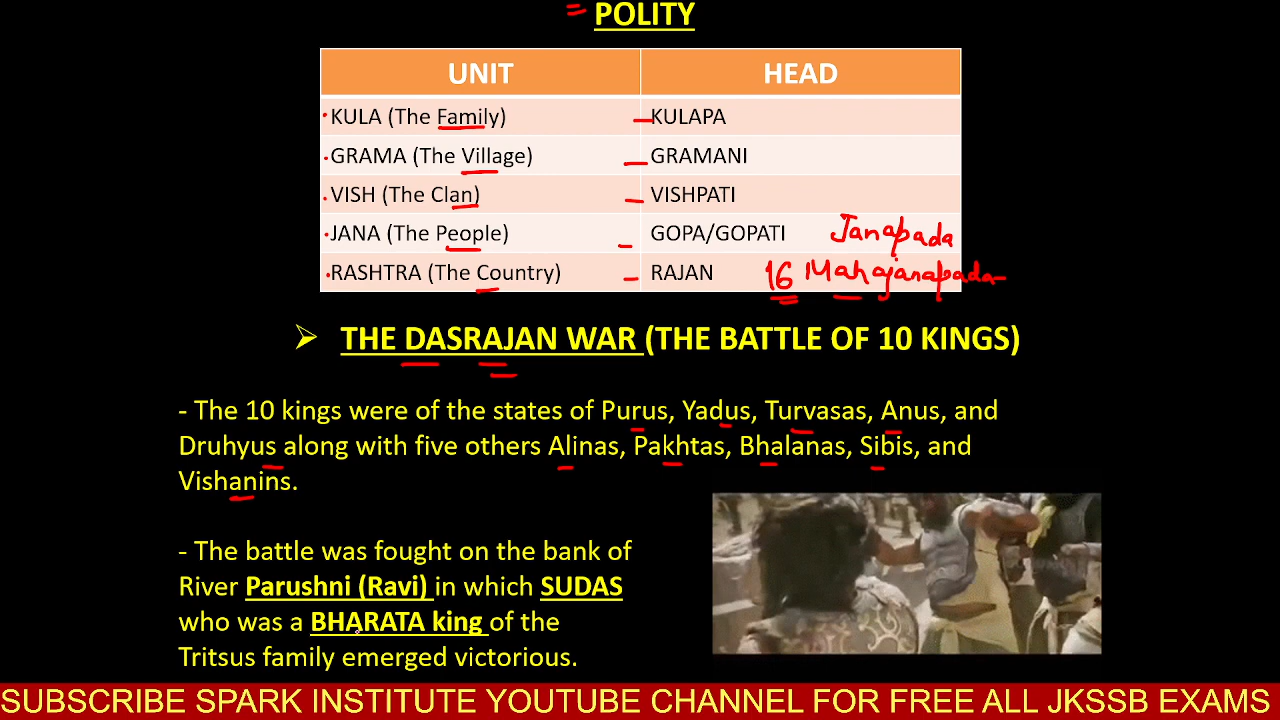 POLITY
UNIT HEAD
KULA (The Family) KULAPA
GRAMA (The Village) GRAMANI
VISH (The Clan) VISHPATI
JANA (The People) GOPA/GOPATI Janapada
RASHTRA (The Country) RAJAN 16 Mahajanapada
➢ THE DASRAJAN WAR (THE BATTLE OF 10 KINGS)
- The 10 kings were of the states of Purus, Yadus, Turvasas, Anus, and
Druhyus along with five others Alinas, Pakhtas, Bhalanas, Sibis, and
Vishanins.
- The battle was fought on the bank of
River Parushni (Ravi) in which SUDAS
who was a BHARATA king of the
Tritsus family emerged victorious.
SUBSCRIBE SPARK INSTITUTE YOUTUBE CHANNEL FOR FREE ALL JKSSB EXAMS